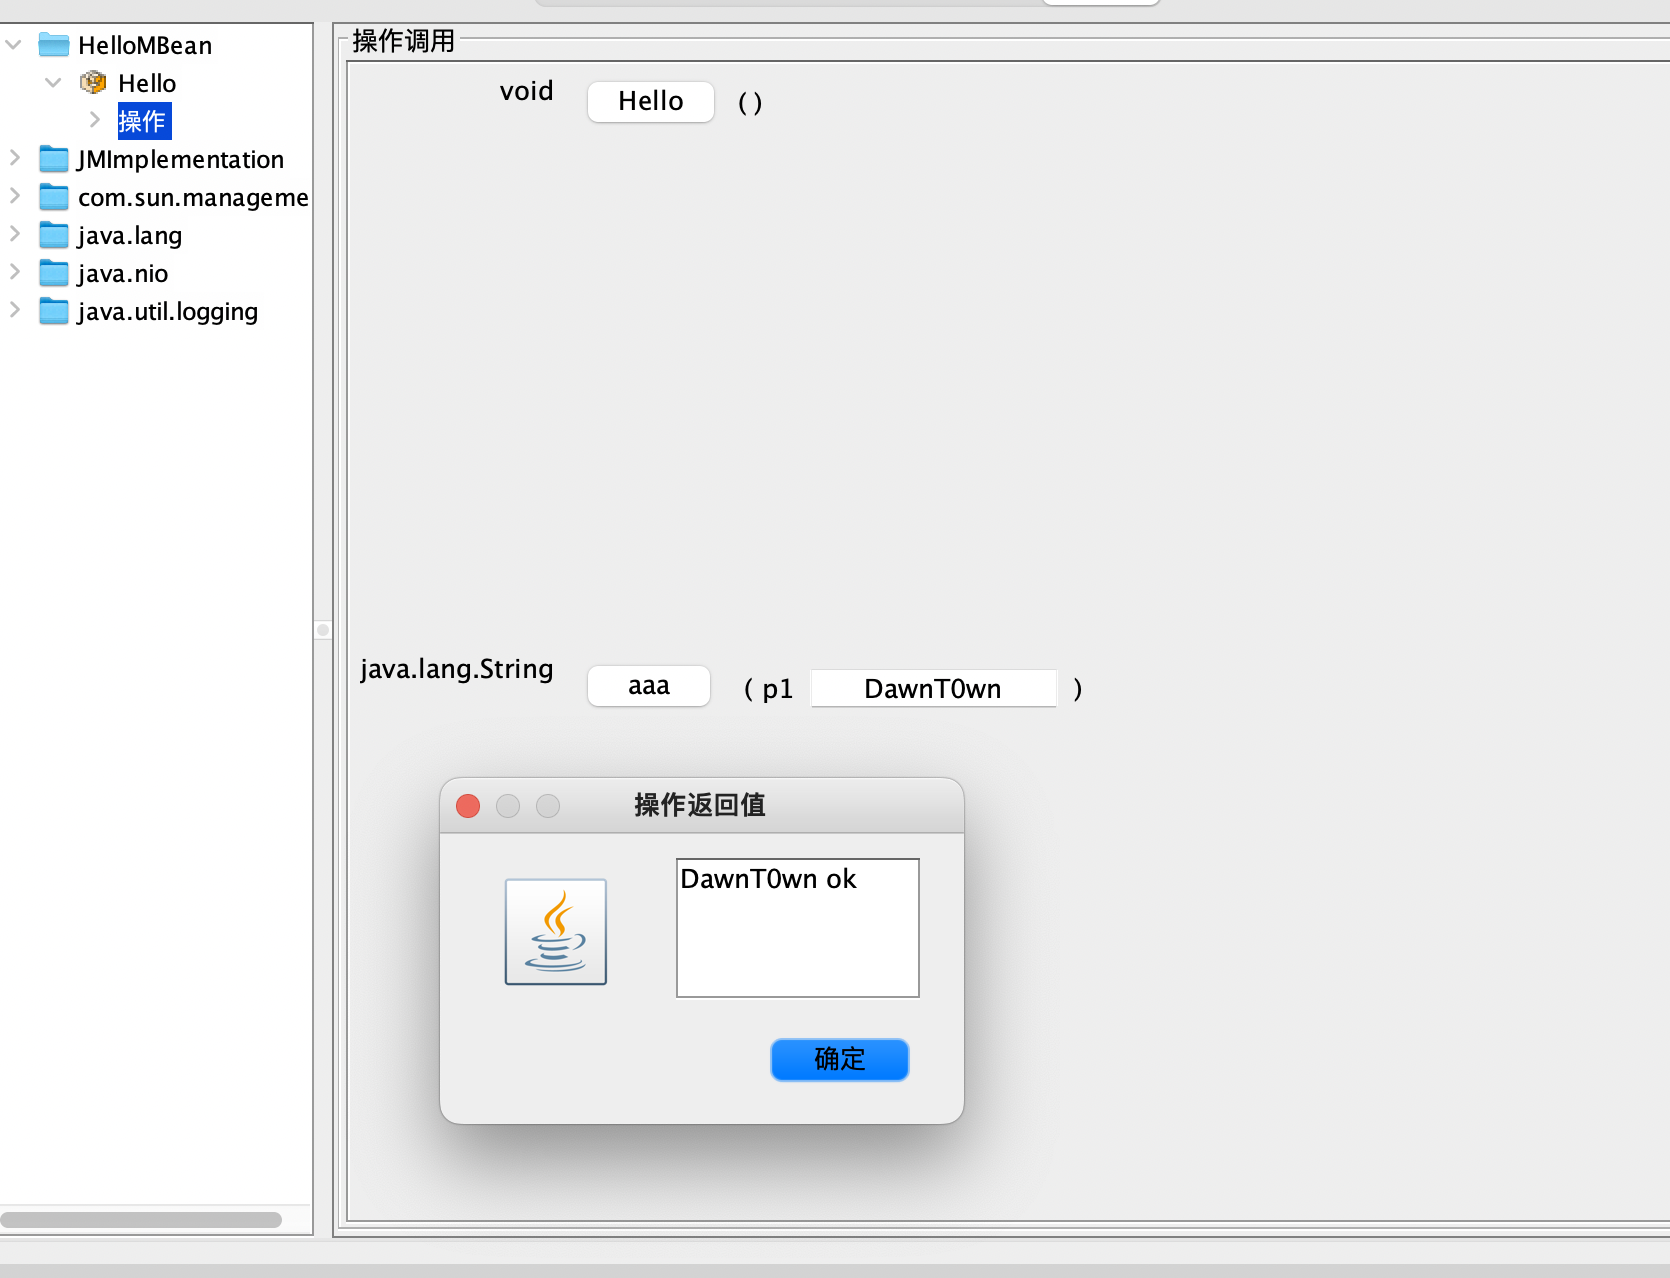 HelloMBean
Hello
操作
JMImplementation
com.sun.manageme
java.lang
java.nio
java.util.logging
操作调用
void Hello ( )
java.lang.String aaa ( p1 DawnT0wn )
操作返回值
DawnT0wn ok
确定